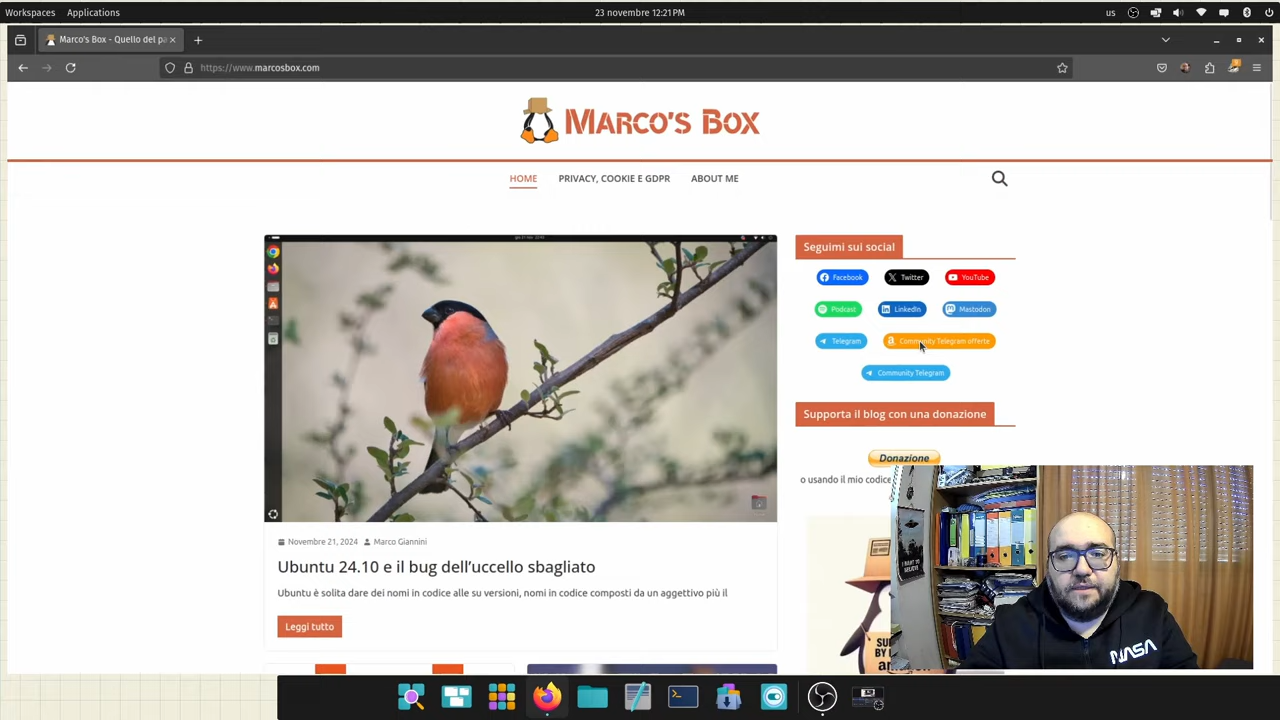 Workspaces Applications 23 novembre 12:21 PM us
Marco's Box - Quello del pa
https://www.marcosbox.com
MARCO'S BOX
HOME PRIVACY, COOKIE E GDPR ABOUT ME
Seguimi sui social
Facebook Twitter YouTube
Podcast LinkedIn Mastodon
Telegram Community Telegram offerte
Community Telegram
Supporta il blog con una donazione
Donazione
o usando il mio codice
Novembre 21, 2024 Marco Giannini
Ubuntu 24.10 e il bug dell'uccello sbagliato
Ubuntu è solita dare dei nomi in codice alle su versioni, nomi in codice composti da un aggettivo più il
Leggi tutto
I WANT TO BELIEVE
NASA